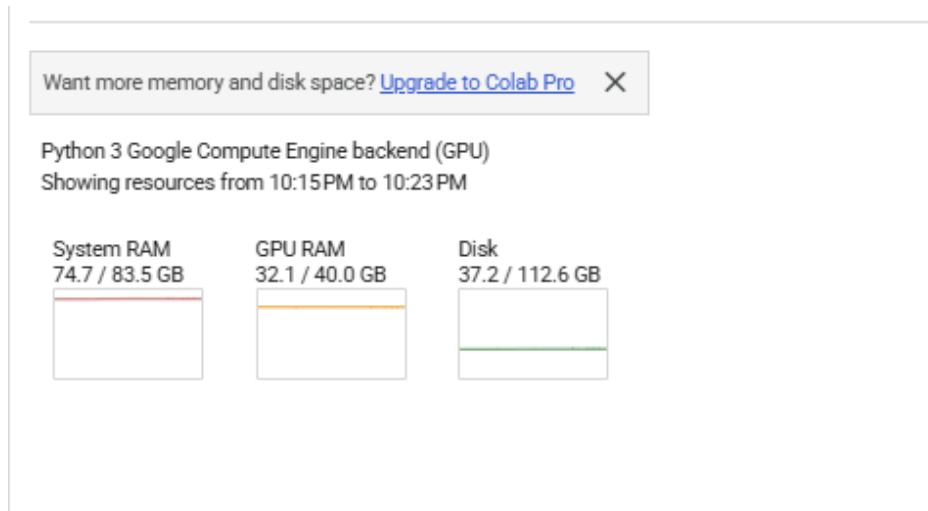 Want more memory and disk space? Upgrade to Colab Pro
Python 3 Google Compute Engine backend (GPU)
Showing resources from 10:15 PM to 10:23 PM
System RAM
74.7 / 83.5 GB
GPU RAM
32.1 / 40.0 GB
Disk
37.2 / 112.6 GB